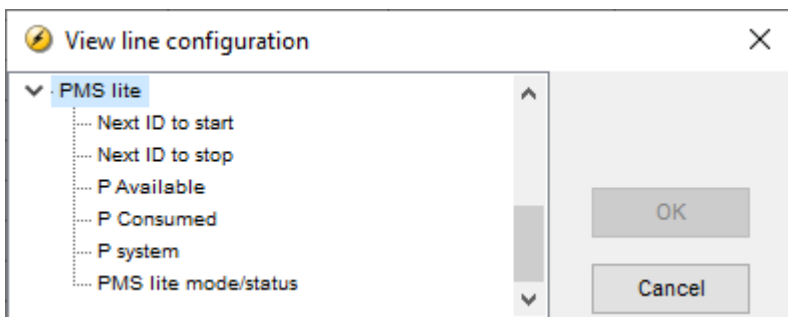 View line configuration
PMS lite
Next ID to start
Next ID to stop
P Available
P Consumed
P system
PMS lite mode/status
OK
Cancel